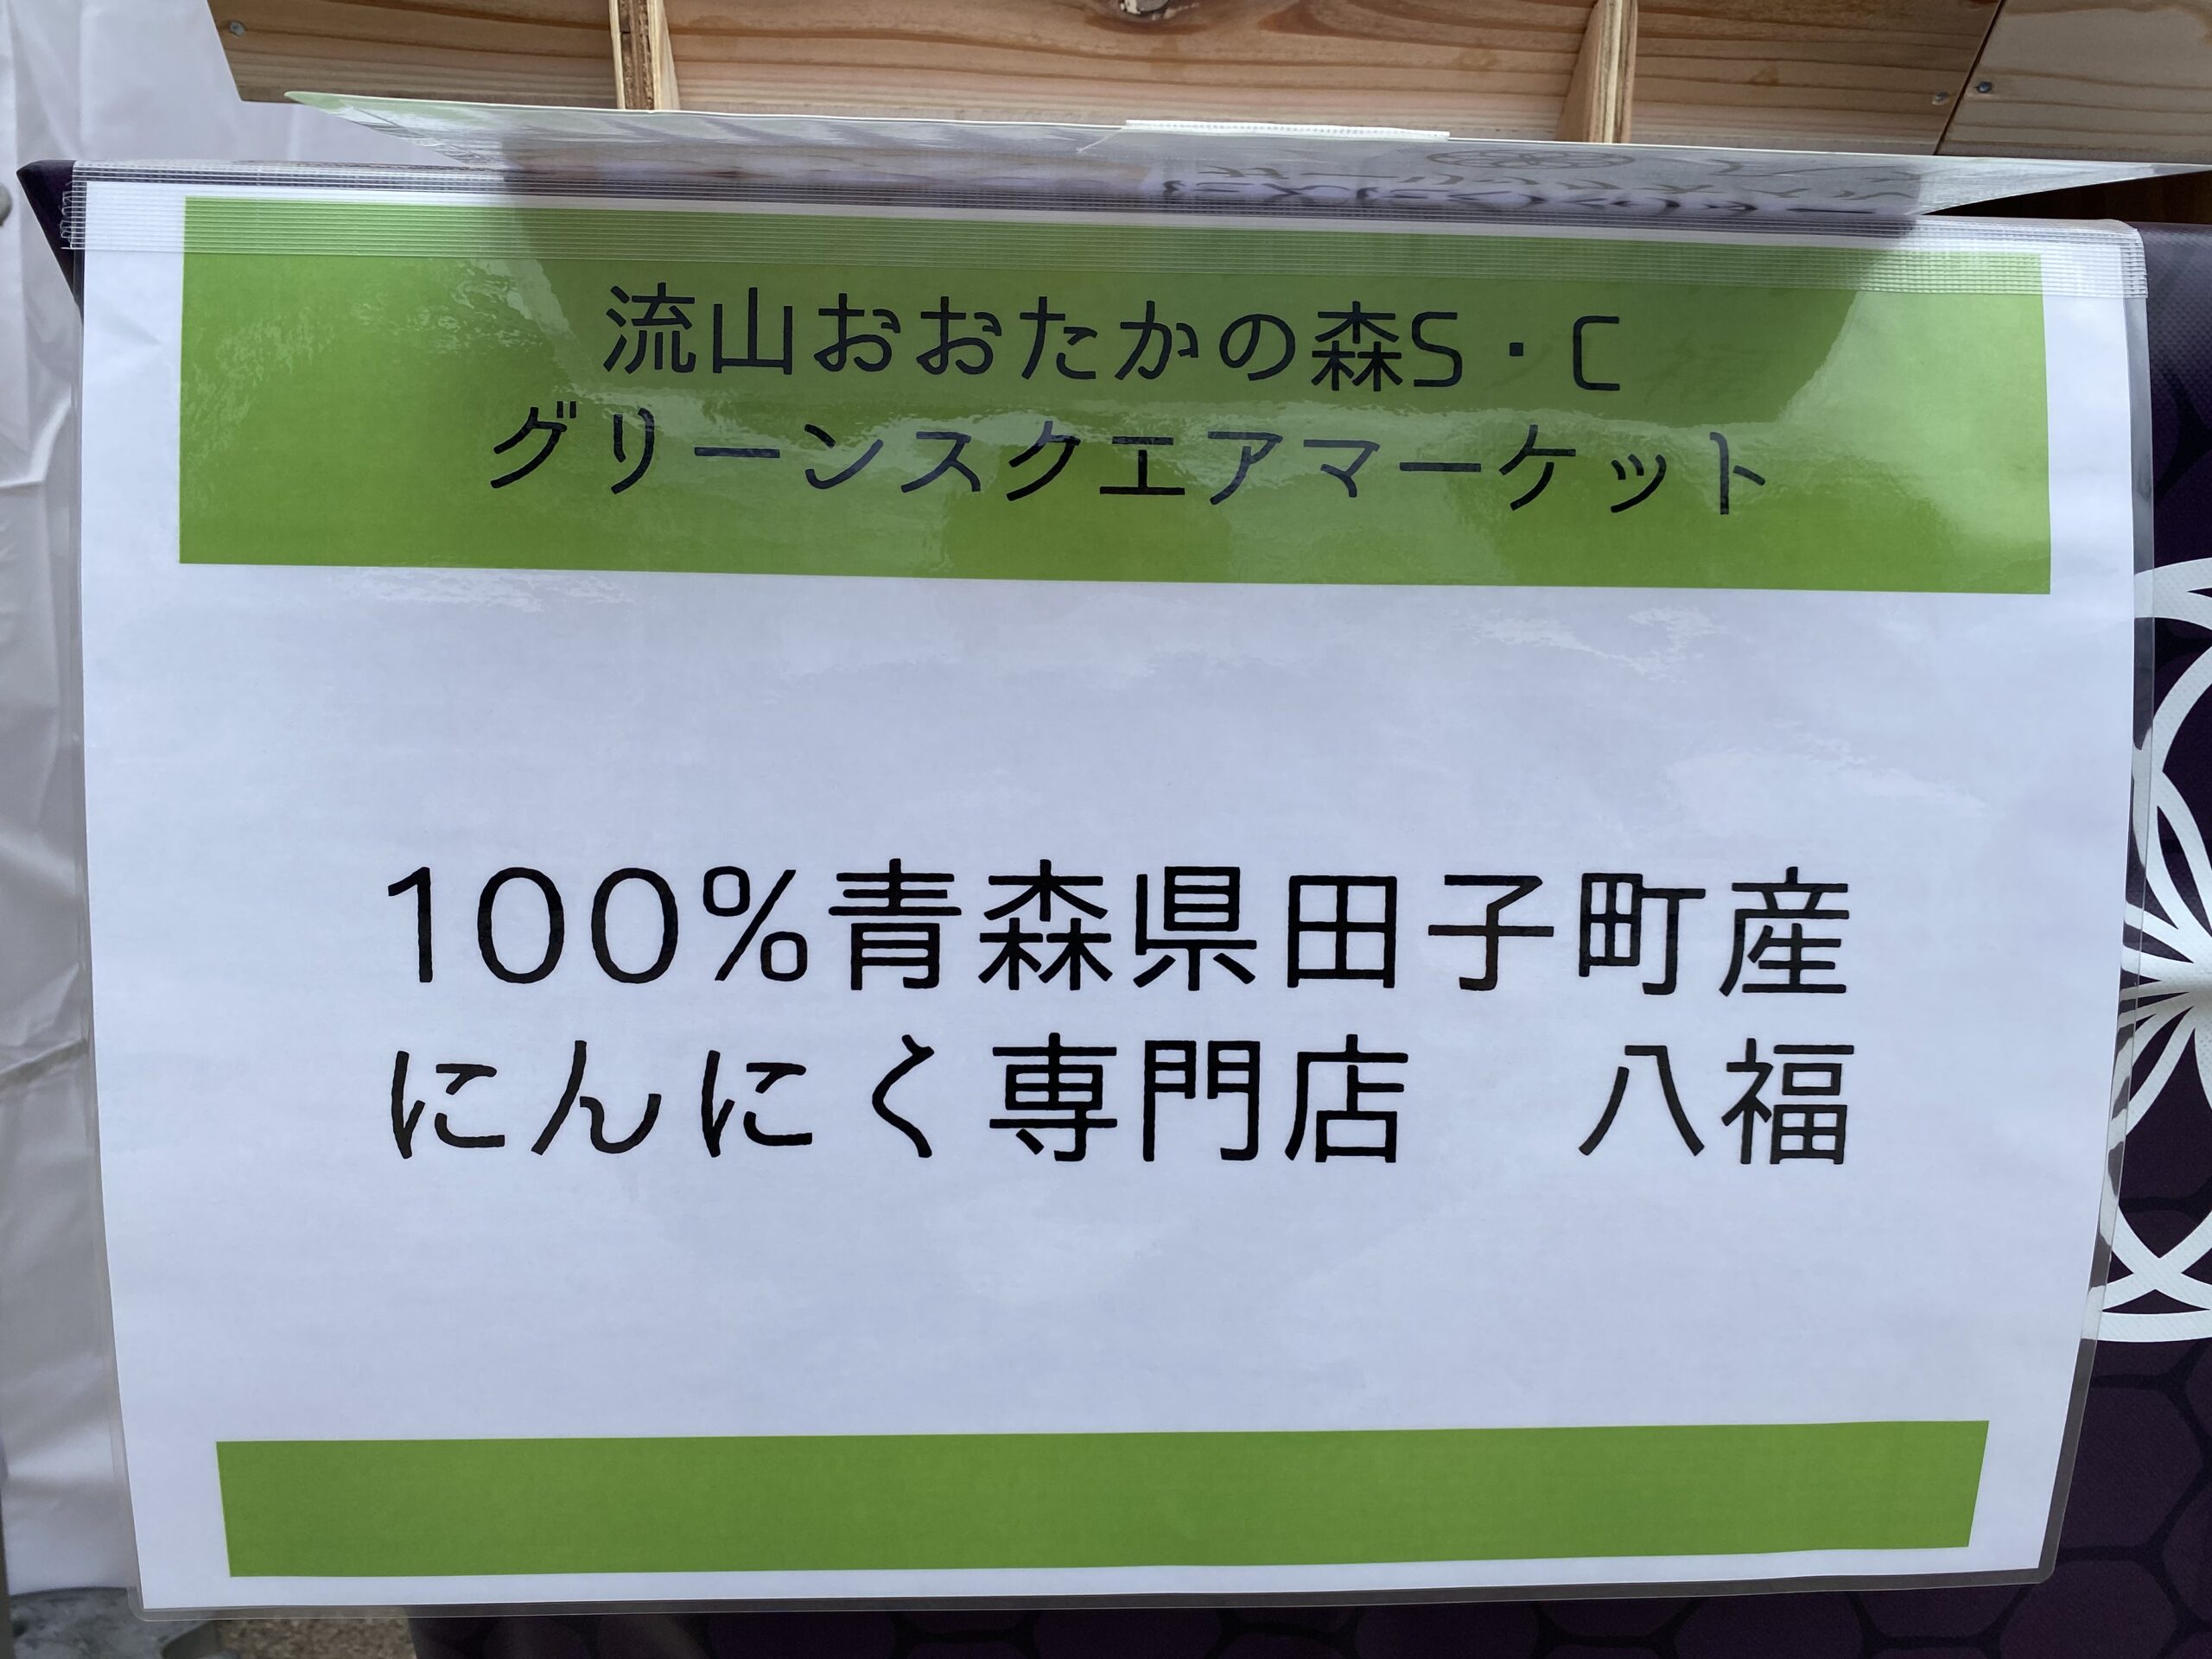 流山おおたかの森S・C
グリーンスクエアマーケット
100%青森県田子町産
にんにく専門店　八福